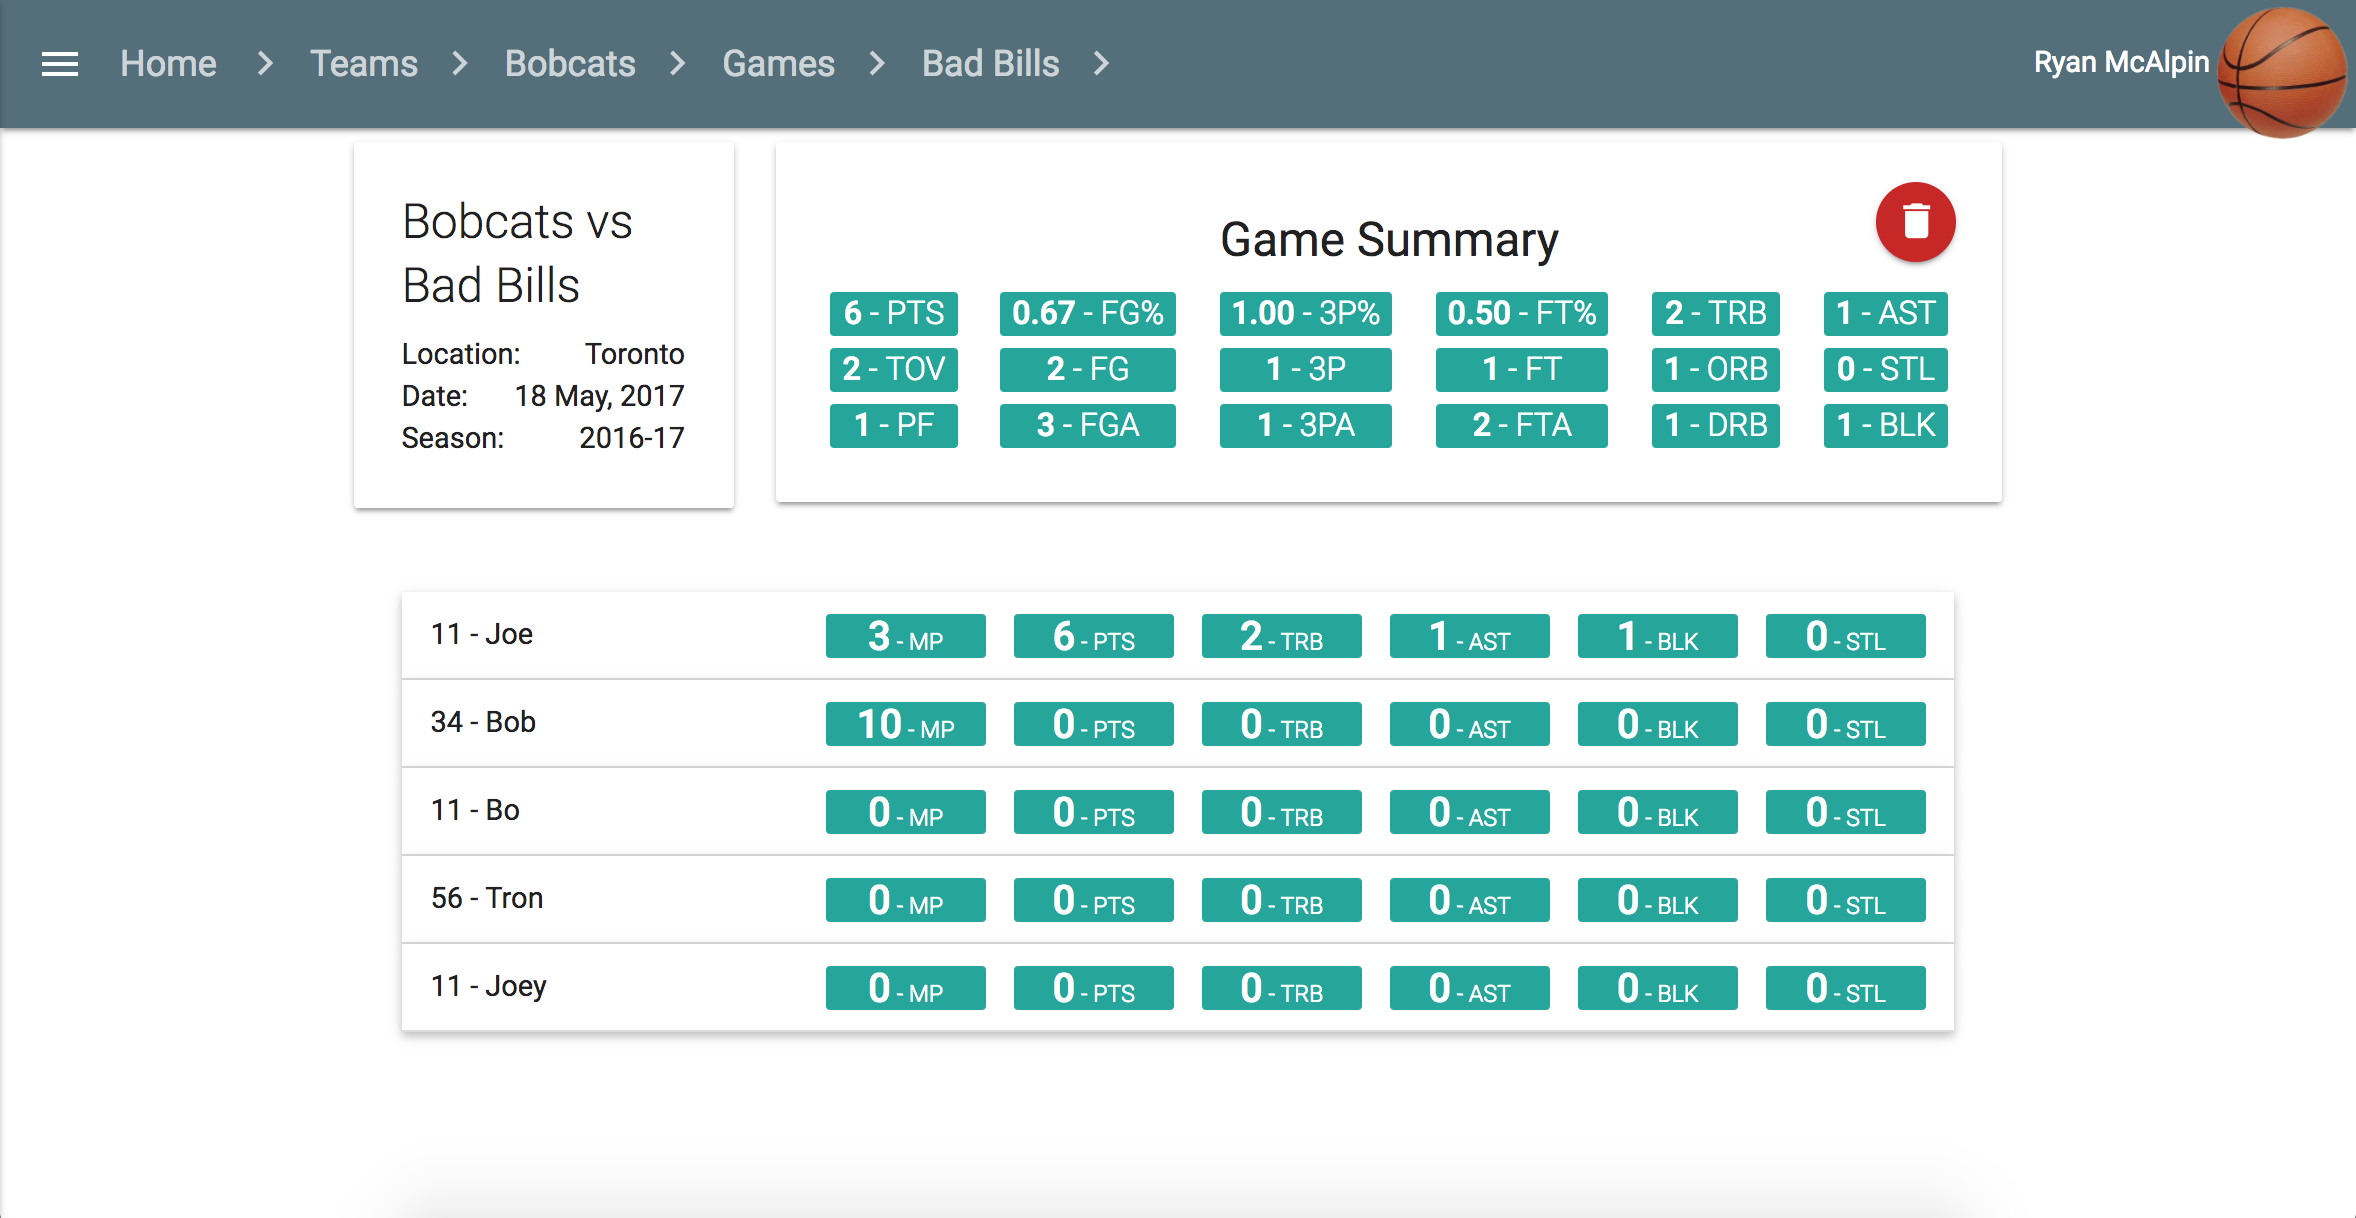 Home > Teams > Bobcats > Games > Bad Bills >
Ryan McAlpin
Bobcats vs
Bad Bills
Location: Toronto
Date: 18 May, 2017
Season: 2016-17
Game Summary
6 - PTS 0.67 - FG% 1.00 - 3P% 0.50 - FT% 2 - TRB 1 - AST
2 - TOV 2 - FG 1 - 3P 1 - FT 1 - ORB 0 - STL
1 - PF 3 - FGA 1 - 3PA 2 - FTA 1 - DRB 1 - BLK
11 - Joe 3 - MP 6 - PTS 2 - TRB 1 - AST 1 - BLK 0 - STL
34 - Bob 10 - MP 0 - PTS 0 - TRB 0 - AST 0 - BLK 0 - STL
11 - Bo 0 - MP 0 - PTS 0 - TRB 0 - AST 0 - BLK 0 - STL
56 - Tron 0 - MP 0 - PTS 0 - TRB 0 - AST 0 - BLK 0 - STL
11 - Joey 0 - MP 0 - PTS 0 - TRB 0 - AST 0 - BLK 0 - STL